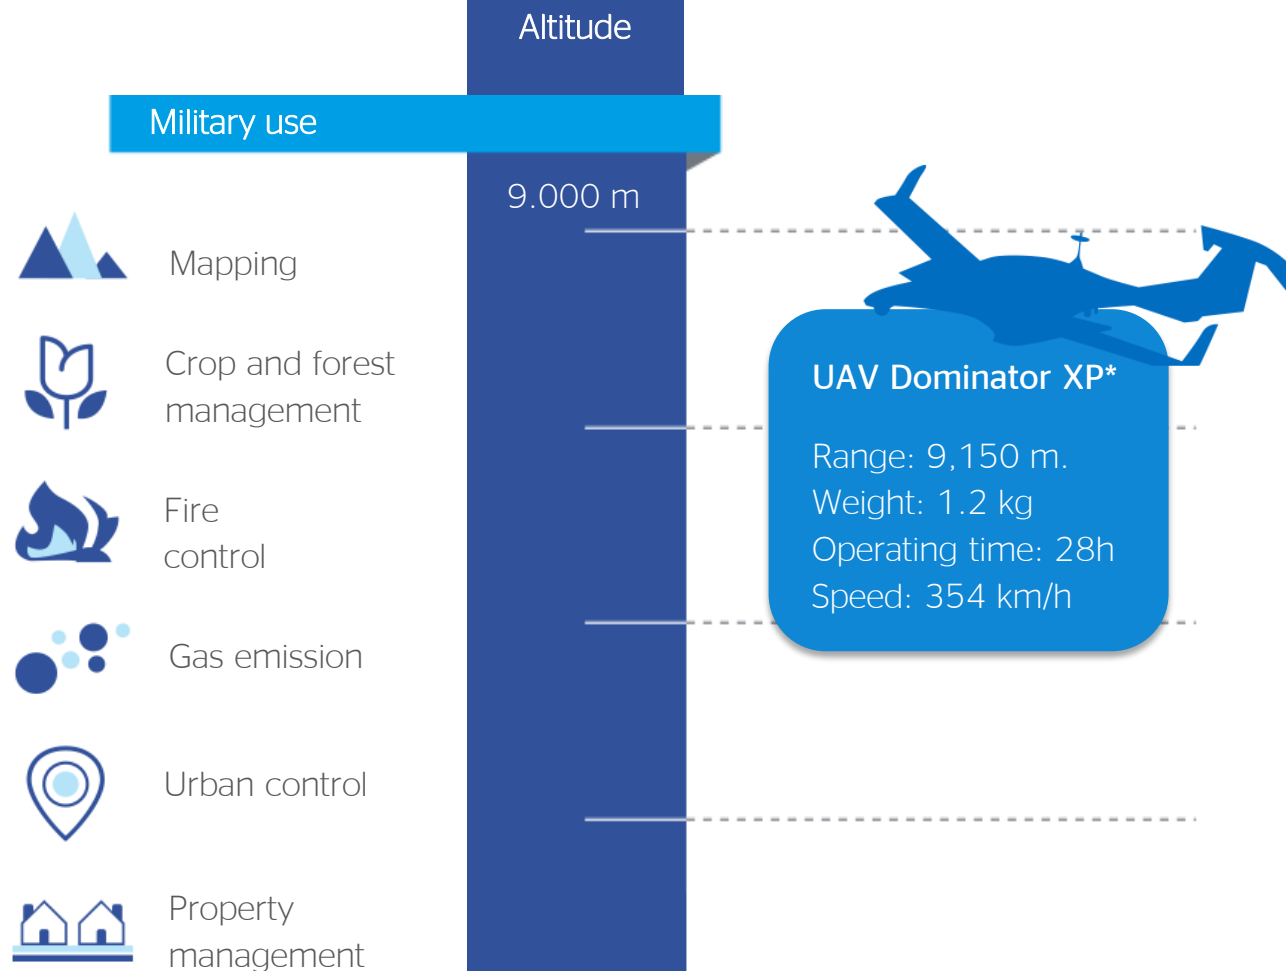 Altitude
Military use
9.000 m
Mapping
Crop and forest
management
Fire
control
Gas emission
Urban control
Property
management
UAV Dominator XP*
Range: 9,150 m.
Weight: 1.2 kg
Operating time: 28h
Speed: 354 km/h